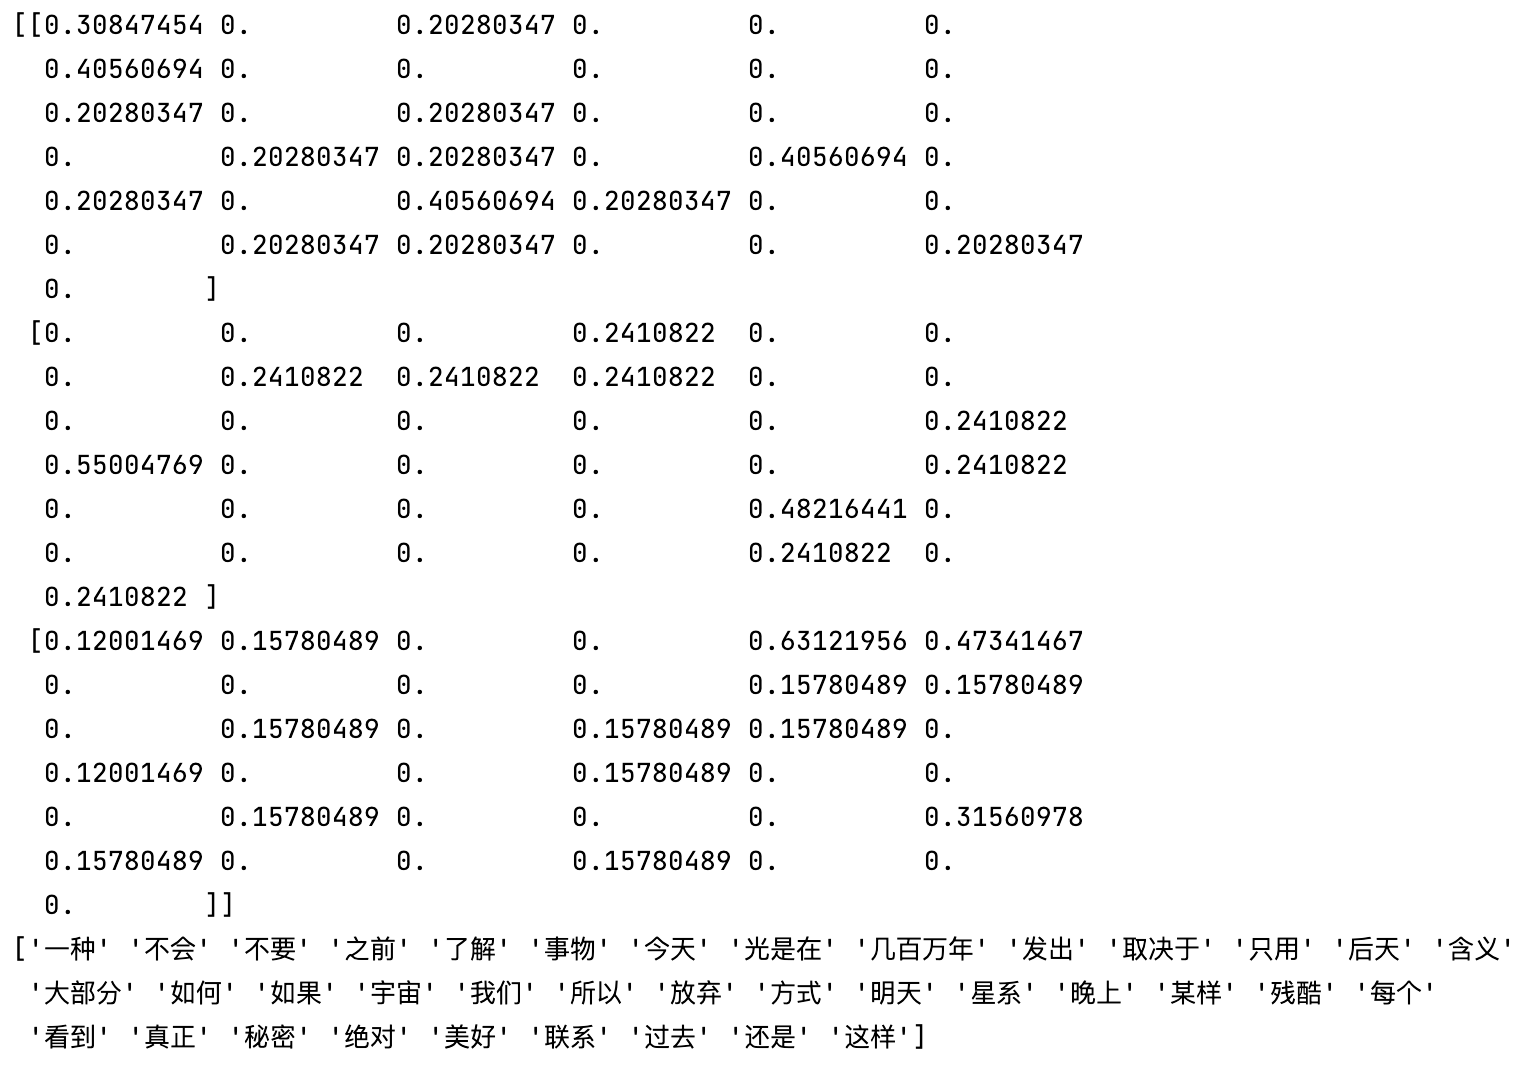 [[0.30847454 0.         0.20280347 0.         0.         0.
  0.40560694 0.         0.         0.         0.         0.
  0.20280347 0.         0.20280347 0.         0.         0.
  0.         0.20280347 0.20280347 0.         0.40560694 0.
  0.20280347 0.         0.40560694 0.20280347 0.         0.
  0.         0.20280347 0.20280347 0.         0.         0.20280347
  0.        ]
 [0.         0.         0.         0.2410822  0.         0.
  0.         0.2410822  0.2410822  0.2410822  0.         0.
  0.         0.         0.         0.         0.         0.2410822
  0.55004769 0.         0.         0.         0.         0.2410822
  0.         0.         0.         0.         0.48216441 0.
  0.         0.         0.         0.         0.2410822  0.
  0.2410822 ]
 [0.12001469 0.15780489 0.         0.         0.63121956 0.47341467
  0.         0.         0.         0.         0.15780489 0.15780489
  0.         0.15780489 0.         0.15780489 0.15780489 0.
  0.12001469 0.         0.         0.15780489 0.         0.
  0.         0.15780489 0.         0.         0.         0.31560978
  0.15780489 0.         0.         0.15780489 0.         0.
  0.        ]]
['一种' '不会' '不要' '之前' '了解' '事物' '今天' '光是在' '几百万年' '发出' '取决于' '只用' '后天' '含义'
 '大部分' '如何' '如果' '宇宙' '我们' '所以' '放弃' '方式' '明天' '星系' '晚上' '某样' '残酷' '每个'
 '看到' '真正' '秘密' '绝对' '美好' '联系' '过去' '还是' '这样']